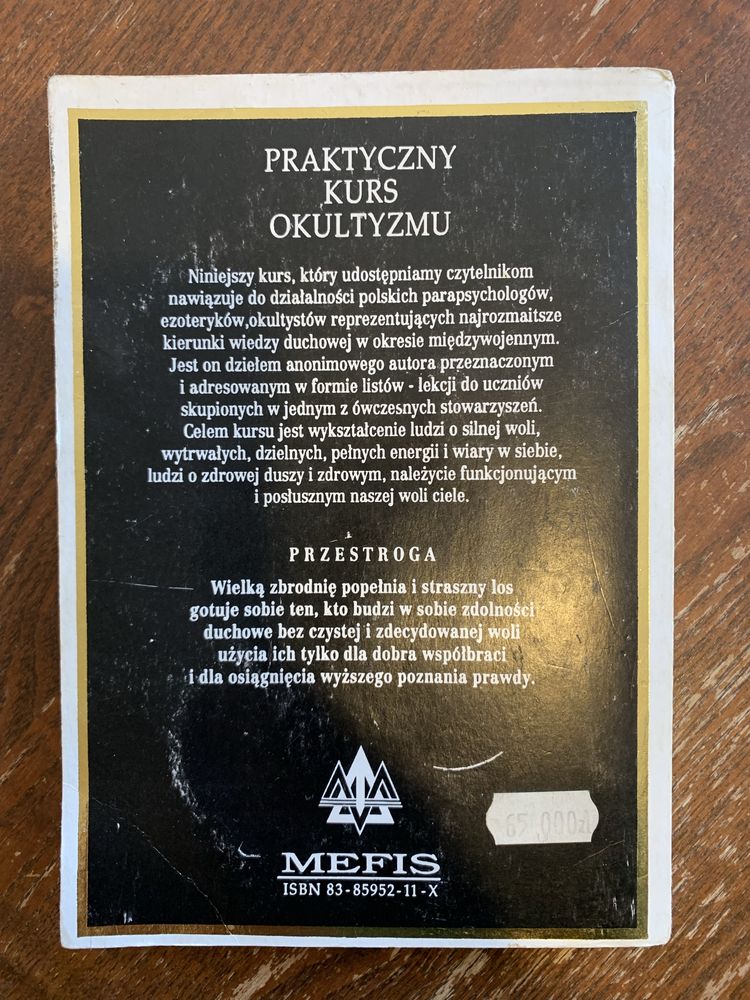 PRAKTYCZNY
KURS
OKULTYZMU
Niniejszy kurs, który udostępniamy czytelnikom
nawiązuje do działalności polskich parapsychologów,
ezoteryków,okultystów reprezentujących najrozmaitsze
kierunki wiedzy duchowej w okresie międzywojennym.
Jest on dziełem anonimowego autora przeznaczonym
i adresowanym w formie listów - lekcji do uczniów
skupionych w jednym z ówczesnych stowarzyszeń.
Celem kursu jest wykształcenie ludzi o silnej woli,
wytrwałych, dzielnych, pełnych energii i wiary w siebie,
ludzi o zdrowej duszy i zdrowym, należycie funkcjonującym
i posłusznym naszej woli ciele.
PRZESTROGA
Wielką zbrodnię popełnia i straszny los
gotuje sobie ten, kto budzi w sobie zdolności
duchowe bez czystej i zdecydowanej woli
użycia ich tylko dla dobra współbraci
i dla osiągnięcia wyższego poznania prawdy.
MEFIS
ISBN 83-85952-11-X
65.000zł